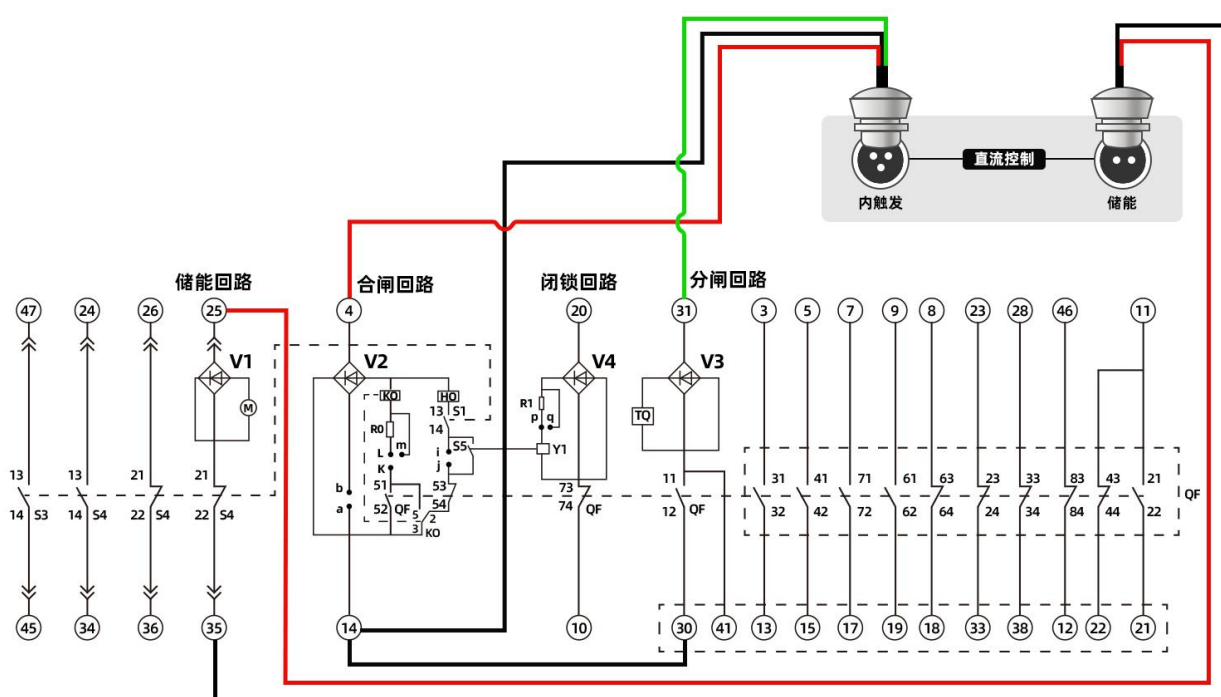 直流控制
内触发
储能
储能回路
合闸回路
闭锁回路
分闸回路
47
24
26
25
4
20
31
3
5
7
9
8
23
28
46
11
V1
V2
V4
V3
M
KO
HO
R1
p
q
TQ
13
S1
R0
14
m
i
S5
Y1
L
j
K
13
13
21
21
51
53
73
11
31
41
71
61
63
23
33
83
43
21
b
a
14
S3
14
S4
22
S4
22
S4
52
QF
5
54
2
3
KO
74
QF
12
QF
32
42
72
62
64
24
34
84
44
22
QF
45
34
36
35
14
10
30
41
13
15
17
19
18
33
38
12
22
21